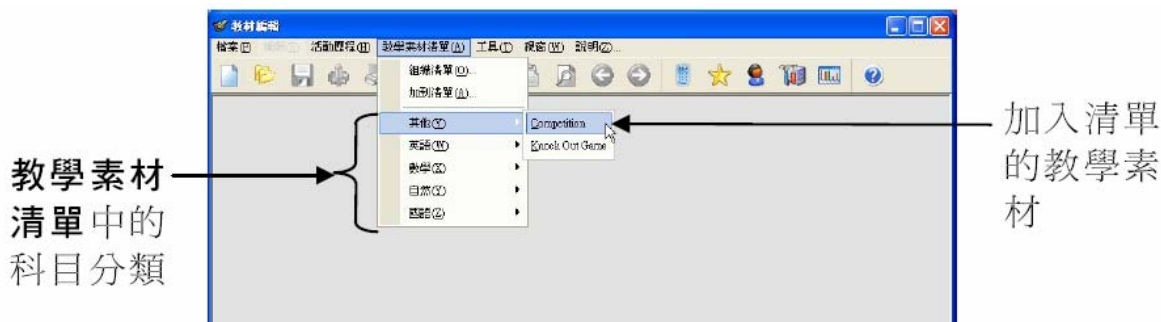 教材編輯
檔案(F) 活動歷程(H) 教學素材清單(A) 工具(T) 視窗(W) 說明(Z)...
組織清單(O)...
加到清單(A)...
其他(V)
英語(W)
數學(X)
自然(Y)
國語(Z)
Competition
Knock Out Game
教學素材
清單中的
科目分類
加入清單
的教學素
材